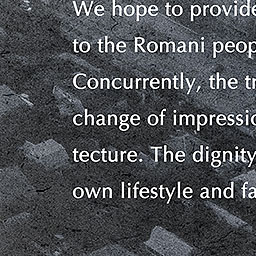 We hope to provide
to the Romani peop
Concurrently, the tr
change of impressio
tecture. The dignity
own lifestyle and fa